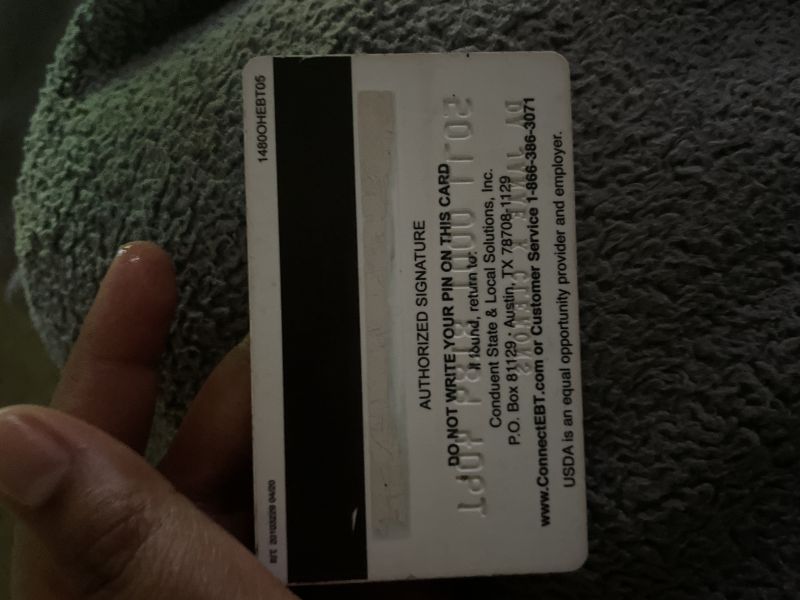 1480OHEBT05
AUTHORIZED SIGNATURE
DO NOT WRITE YOUR PIN ON THIS CARD
If found, return to:
Conduent State & Local Solutions, Inc.
P.O. Box 81129 · Austin, TX 78708-1129
www.ConnectEBT.com or Customer Service 1-866-386-3071
USDA is an equal opportunity provider and employer.